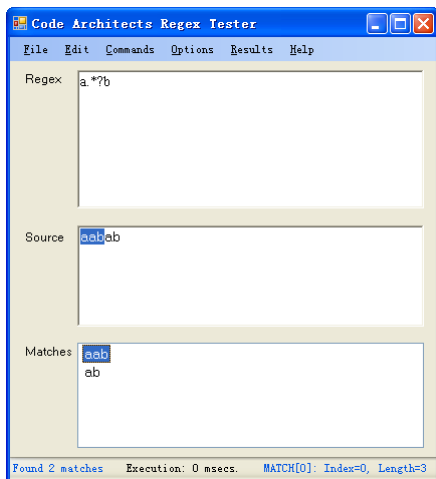 Code Architects Regex Tester
File Edit Commands Options Results Help
Regex
a.*?b
Source
aabab
Matches
aab
ab
Found 2 matches Execution: 0 msecs. MATCH[0]: Index=0, Length=3